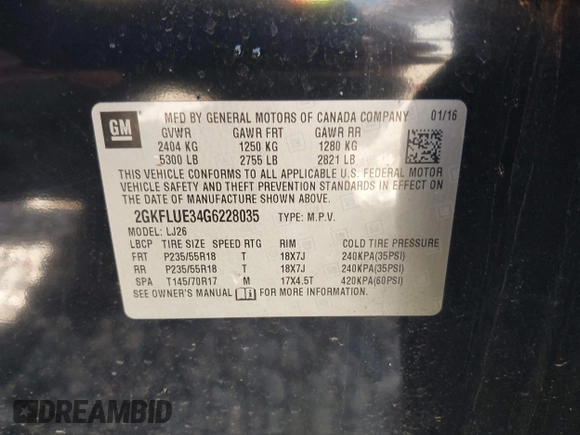 GM
MFD BY GENERAL MOTORS OF CANADA COMPANY 01/16
GVWR GAWR FRT GAWR RR
2404 KG 1250 KG 1280 KG
5300 LB 2755 LB 2821 LB
THIS VEHICLE CONFORMS TO ALL APPLICABLE U.S. FEDERAL MOTOR
VEHICLE SAFETY AND THEFT PREVENTION STANDARDS IN EFFECT ON
THE DATE OF MANUFACTURE SHOWN ABOVE.
2GKFLUE34G6228035 TYPE: M.P.V.
MODEL: LJ26
LBCP TIRE SIZE SPEED RTG RIM COLD TIRE PRESSURE
FRT P235/55R18 T 18X7J 240KPA(35PSI)
RR P235/55R18 T 18X7J 240KPA(35PSI)
SPA T145/70R17 M 17X4.5T 420KPA(60PSI)
SEE OWNER'S MANUAL FOR MORE INFORMATION
DREAMBID